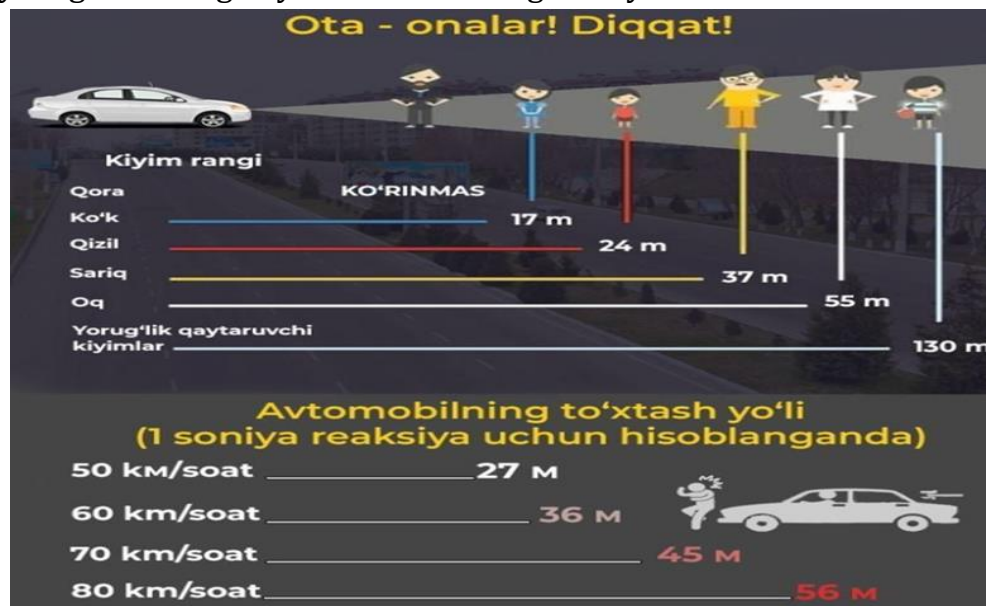 Ota - onalar! Diqqat!
Kiyim rangi
Qora KO‘RINMAS
Ko‘k 17 m
Qizil 24 m
Sariq 37 m
Oq 55 m
Yorug‘lik qaytaruvchi
kiyimlar 130 m
Avtomobilning to‘xtash yo‘li
(1 soniya reaksiya uchun hisoblanganda)
50 км/soat 27 м
60 km/soat 36 м
70 km/soat 45 м
80 km/soat 56 м